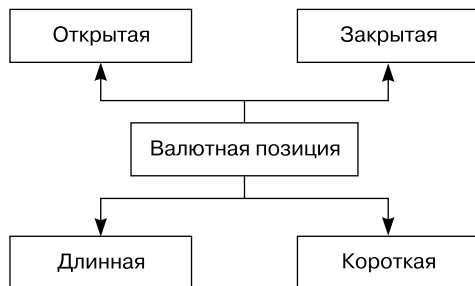 Открытая
Закрытая
Валютная позиция
Длинная
Короткая